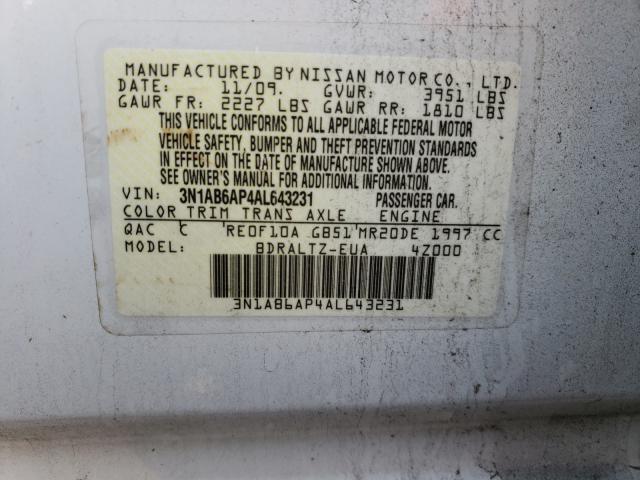 MANUFACTURED BY NISSAN MOTOR CO., LTD.
DATE: 11/09. GVWR: 3951 LBS
GAWR FR: 2227 LBS GAWR RR: 1810 LBS
THIS VEHICLE CONFORMS TO ALL APPLICABLE FEDERAL MOTOR
VEHICLE SAFETY, BUMPER AND THEFT PREVENTION STANDARDS
IN EFFECT ON THE DATE OF MANUFACTURE SHOWN ABOVE.
SEE OWNER'S MANUAL FOR ADDITIONAL INFORMATION.
VIN: 3N1AB6AP4AL643231 PASSENGER CAR.
COLOR TRIM TRANS AXLE ENGINE
QAC C RE0F10A GB51 MR20DE 1997 CC
MODEL: BDRALTZ-EUA 4Z000
3N1AB6AP4AL643231